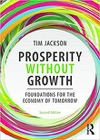 TIM JACKSON
PROSPERITY
WITHOUT
GROWTH
FOUNDATIONS FOR THE
ECONOMY OF TOMORROW
Second Edition